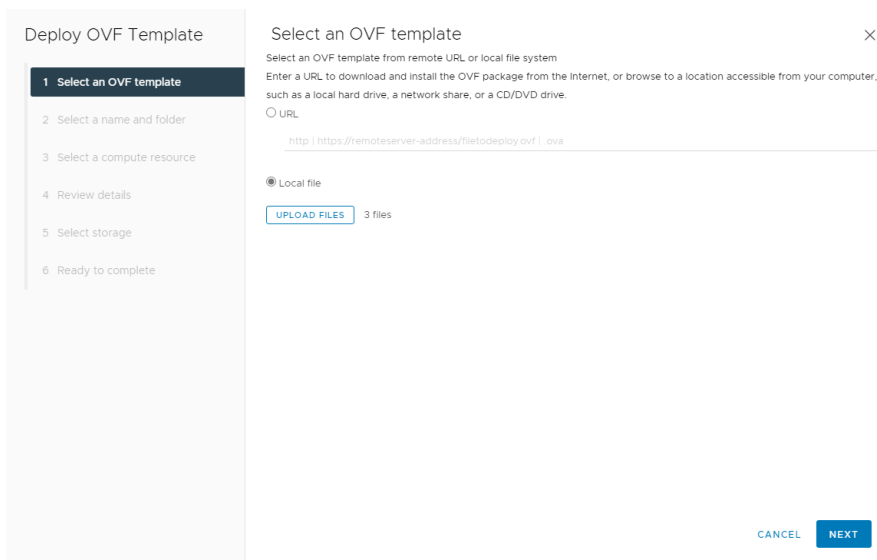 Deploy OVF Template
1 Select an OVF template
2 Select a name and folder
3 Select a compute resource
4 Review details
5 Select storage
6 Ready to complete
Select an OVF template
Select an OVF template from remote URL or local file system
Enter a URL to download and install the OVF package from the Internet, or browse to a location accessible from your computer,
such as a local hard drive, a network share, or a CD/DVD drive.
URL
http | https://remoteserver-address/filetodeploy.ovf | .ova
Local file
UPLOAD FILES 3 files
CANCEL NEXT